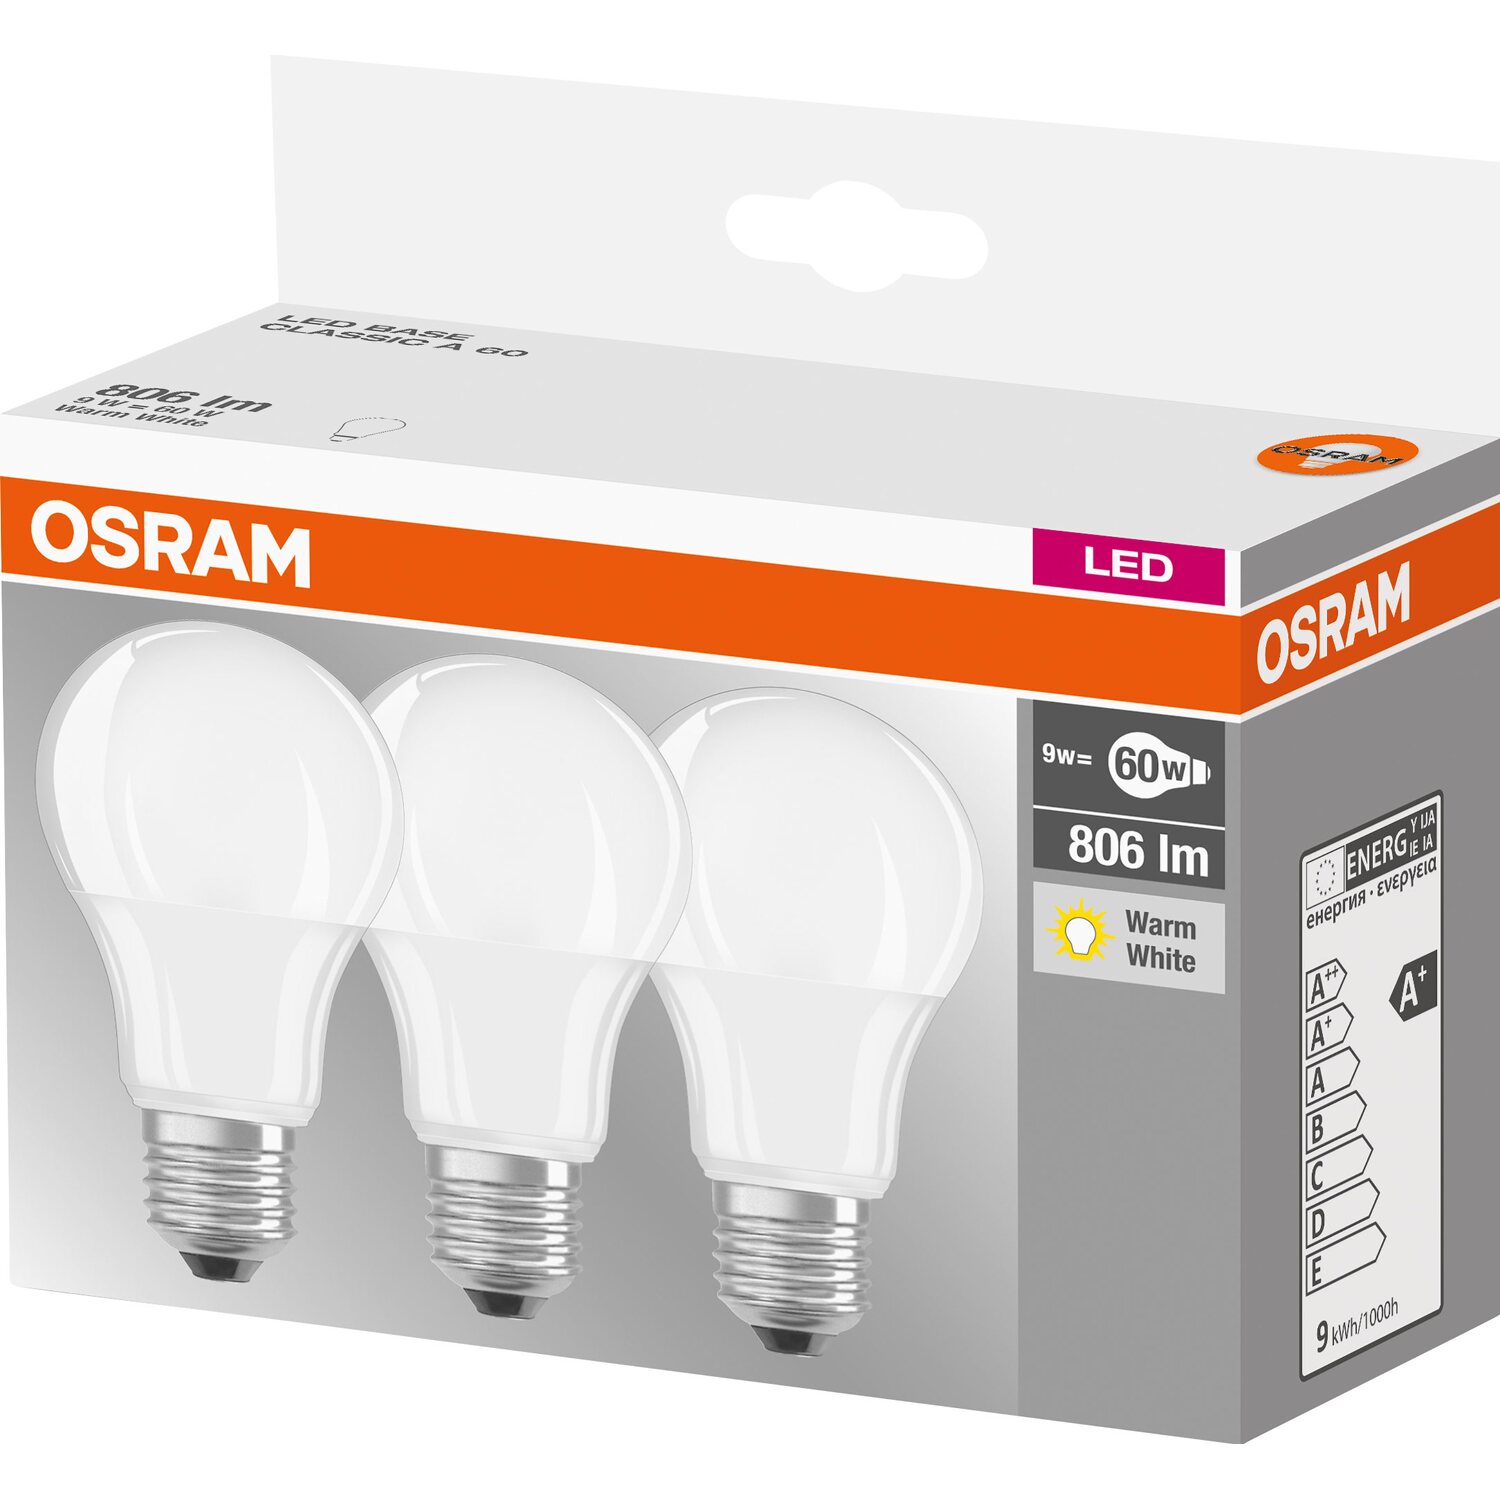 LED BASE
CLASSIC A 60
806 lm
9 W = 60 W
Warm White
OSRAM
OSRAM
LED
OSRAM
9w= 60w
806 lm
Warm
White
ENERG Y IJA
IE IA
енергия · ενεργεια
A++
A+
A+
A
B
C
D
E
9 kWh/1000h